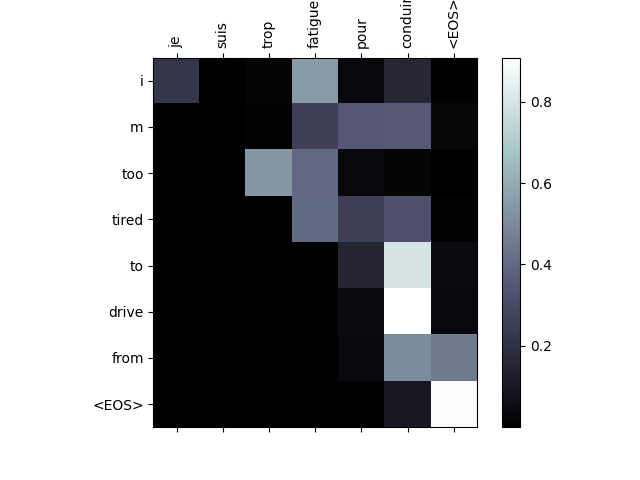 je suis trop fatigue pour conduir <EOS>
i
m
too
tired
to
drive
from
<EOS>
0.8
0.6
0.4
0.2